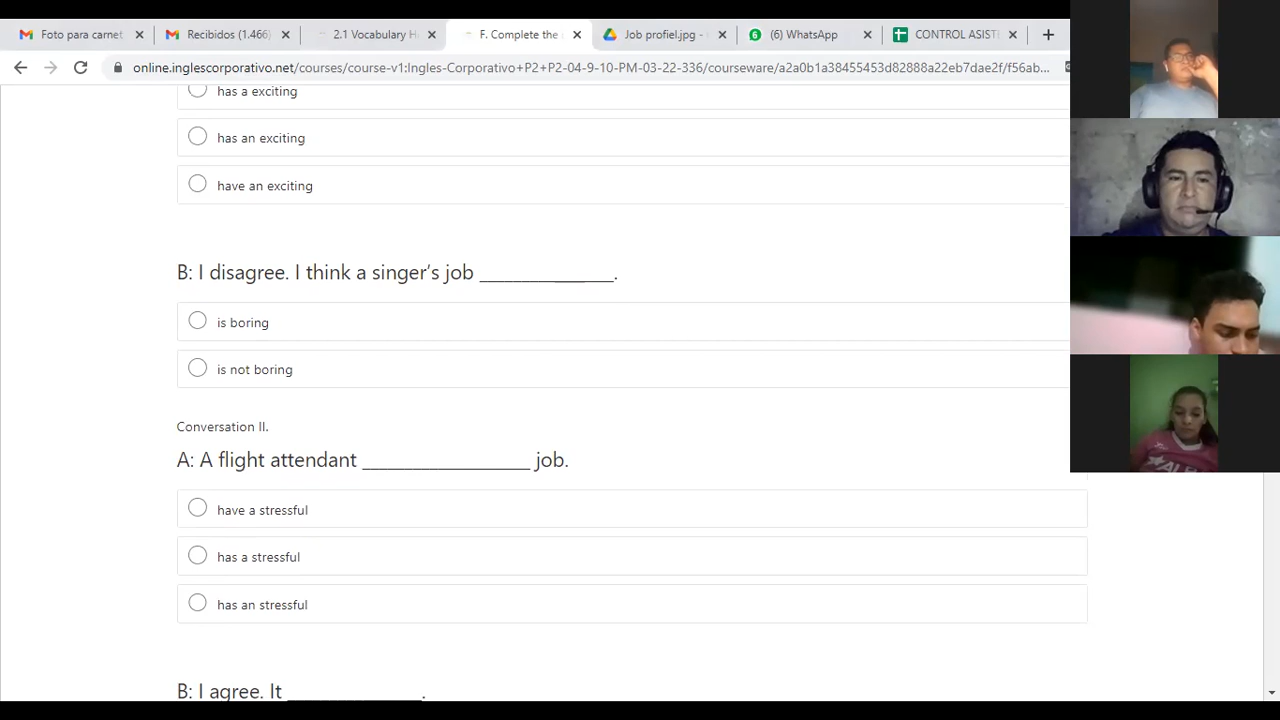 Foto para carnet
Recibidos (1.466)
2.1 Vocabulary H
F. Complete the
Job profiel.jpg -
6 (6) WhatsApp
CONTROL ASIST
online.inglescorporativo.net/courses/course-v1:Ingles-Corporativo+P2+P2-04-9-10-PM-03-22-336/courseware/a2a0b1a38455453d82888a22eb7dae2f/f56ab...
has a exciting
has an exciting
have an exciting
B: I disagree. I think a singer’s job ______________.
is boring
is not boring
Conversation II.
A: A flight attendant _________________ job.
have a stressful
has a stressful
has an stressful
B: I agree. It ______________.